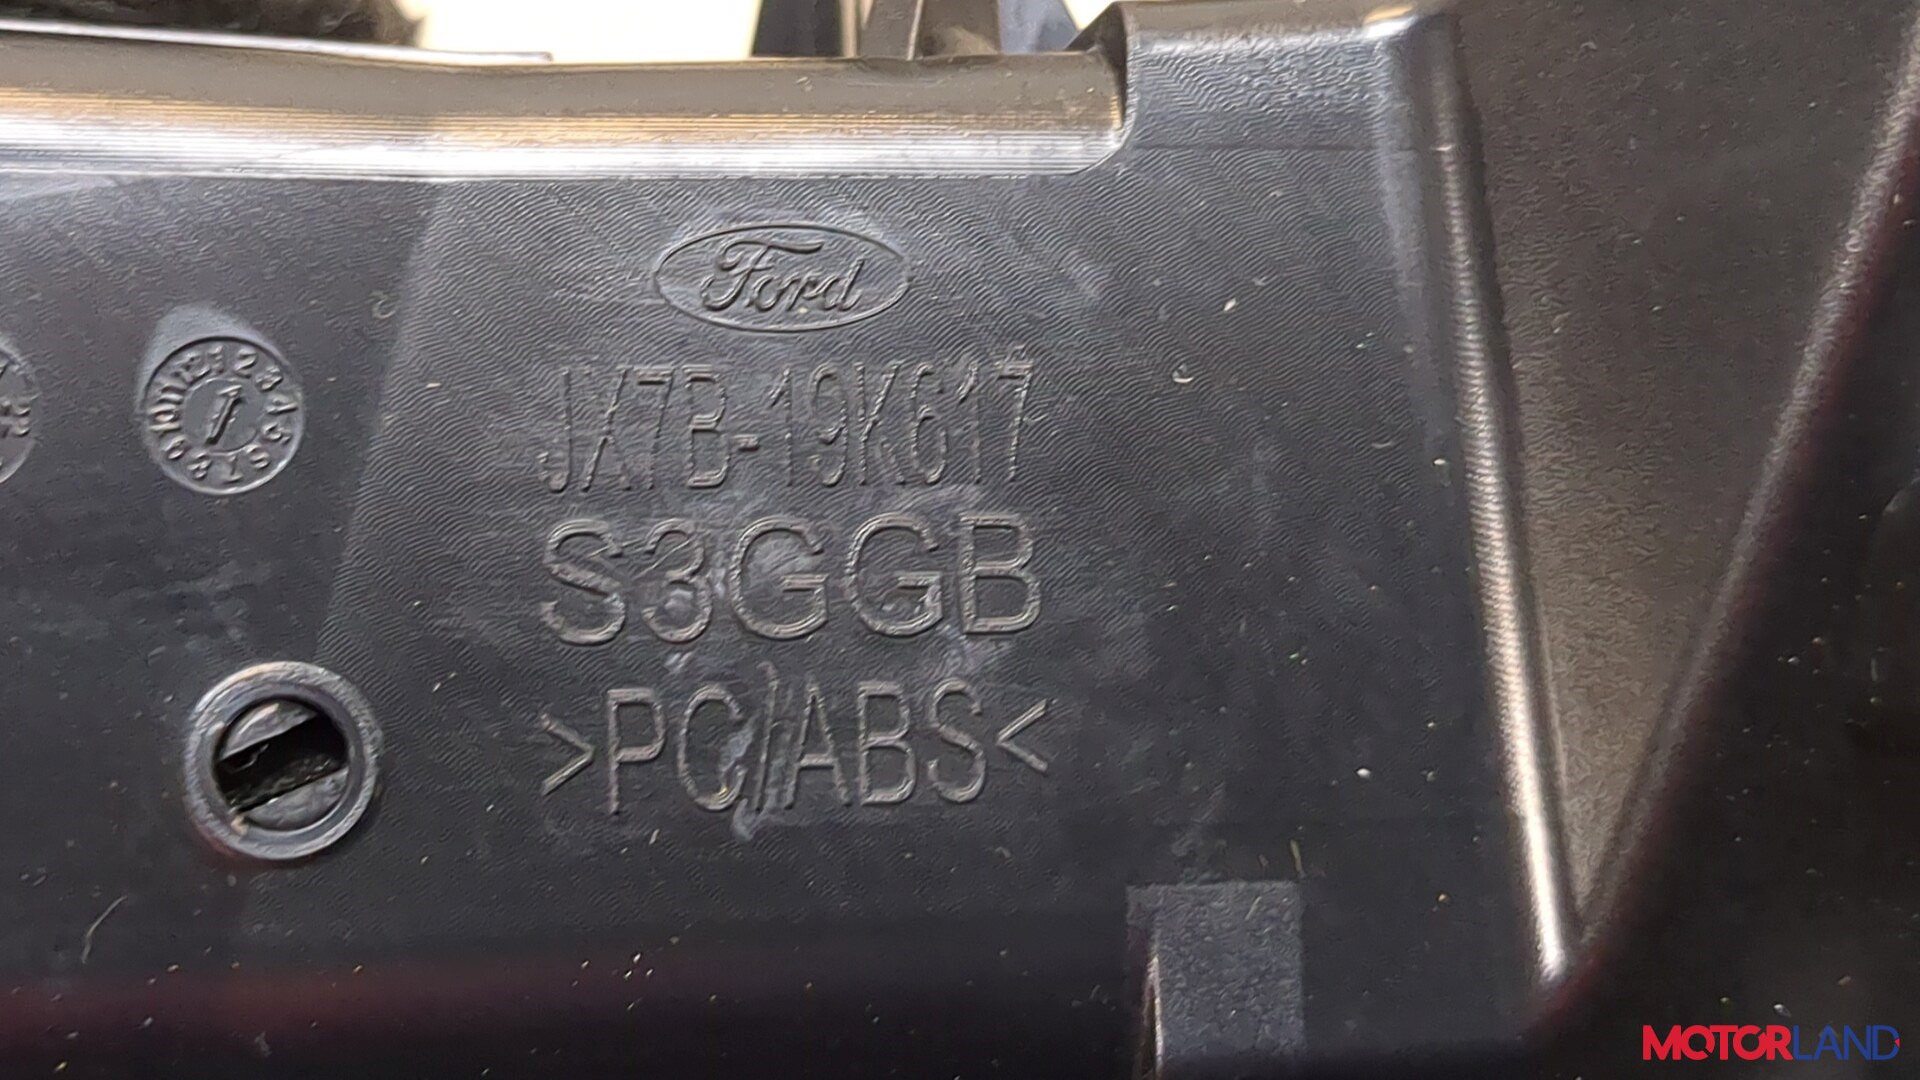 Ford
JX7B-19K617
S3GGB
>PC/ABS<
MOTORLAND